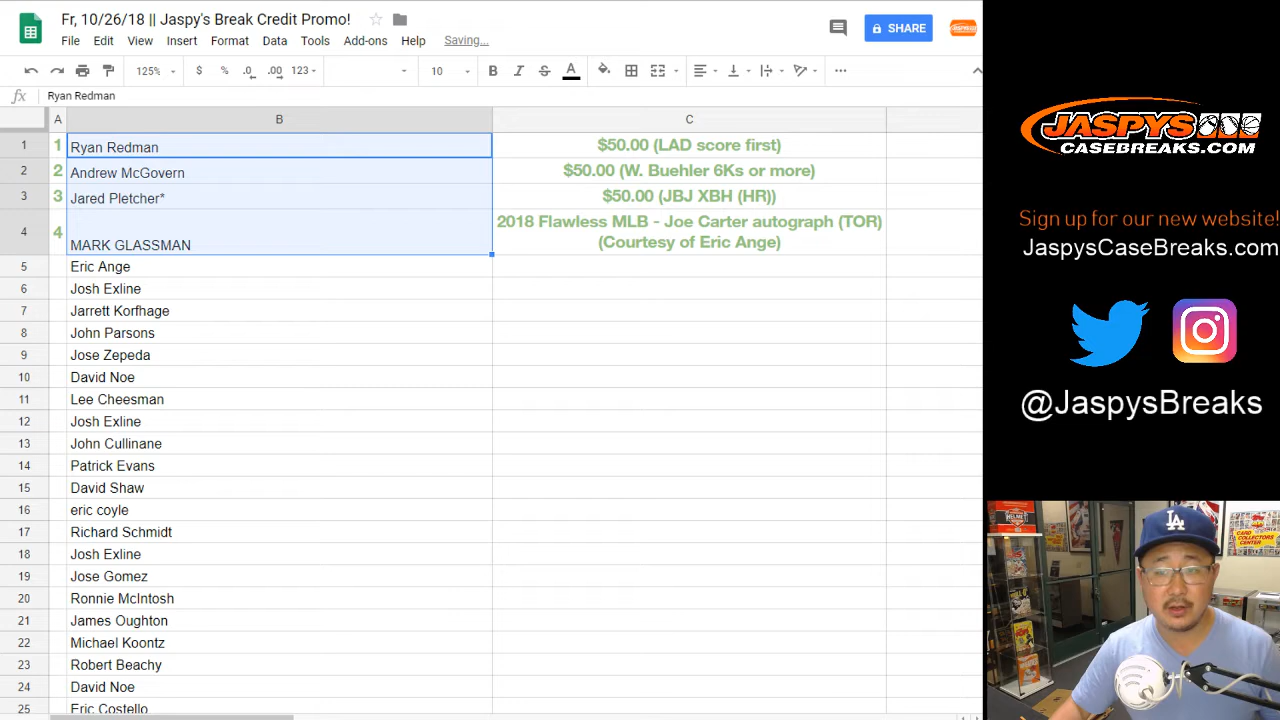 Fr, 10/26/18 || Jaspy's Break Credit Promo!
File Edit View Insert Format Data Tools Add-ons Help Saving...
SHARE
125% $ % .0 .00 123 10 B I S A
fx Ryan Redman
A B C
1 1 Ryan Redman $50.00 (LAD score first)
2 2 Andrew McGovern $50.00 (W. Buehler 6Ks or more)
3 3 Jared Pletcher* $50.00 (JBJ XBH (HR))
4 4 MARK GLASSMAN 2018 Flawless MLB - Joe Carter autograph (TOR)
(Courtesy of Eric Ange)
5 Eric Ange
6 Josh Exline
7 Jarrett Korfhage
8 John Parsons
9 Jose Zepeda
10 David Noe
11 Lee Cheesman
12 Josh Exline
13 John Cullinane
14 Patrick Evans
15 David Shaw
16 eric coyle
17 Richard Schmidt
18 Josh Exline
19 Jose Gomez
20 Ronnie McIntosh
21 James Oughton
22 Michael Koontz
23 Robert Beachy
24 David Noe
25 Eric Costello
JASPYS
CASEBREAKS.COM
Sign up for our new website!
JaspysCaseBreaks.com
@JaspysBreaks
LA